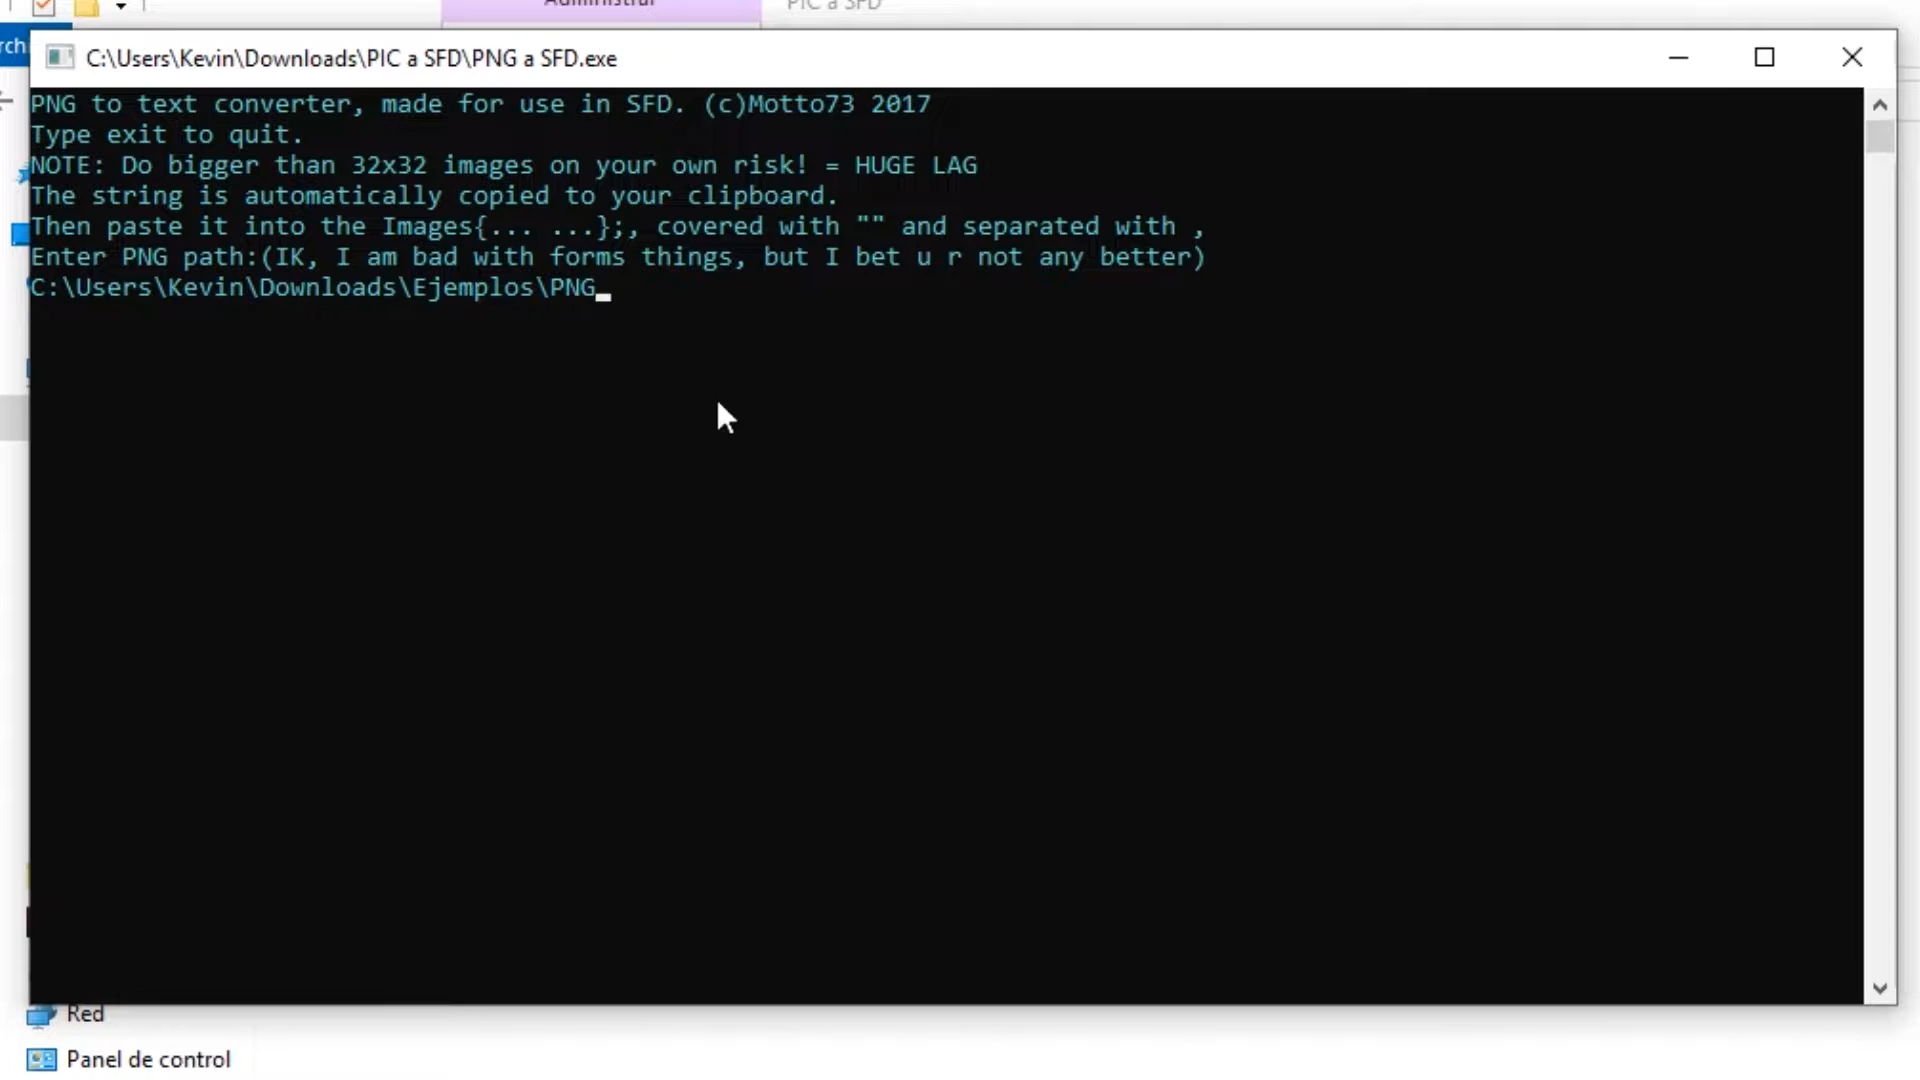 Administrar
PIC a SFD
rchi
C:\Users\Kevin\Downloads\PIC a SFD\PNG a SFD.exe
PNG to text converter, made for use in SFD. (c)Motto73 2017
Type exit to quit.
NOTE: Do bigger than 32x32 images on your own risk! = HUGE LAG
The string is automatically copied to your clipboard.
Then paste it into the Images{... ...};, covered with "" and separated with ,
Enter PNG path:(IK, I am bad with forms things, but I bet u r not any better)
C:\Users\Kevin\Downloads\Ejemplos\PNG
Red
Panel de control